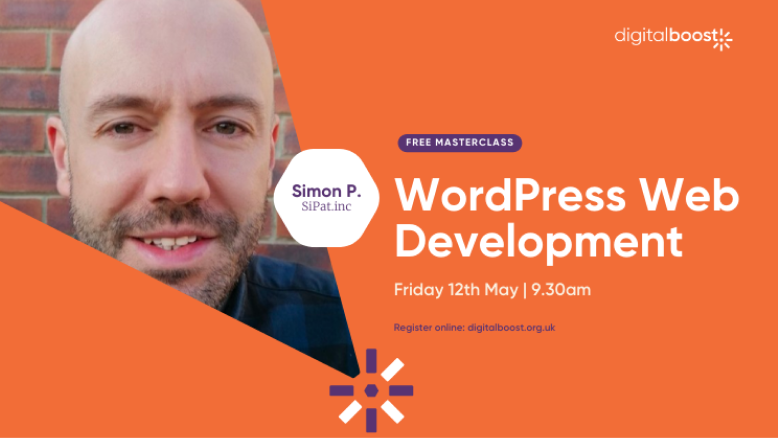 digitalboost
FREE MASTERCLASS
Simon P.
SiPat.inc
WordPress Web
Development
Friday 12th May | 9.30am
Register online: digitalboost.org.uk